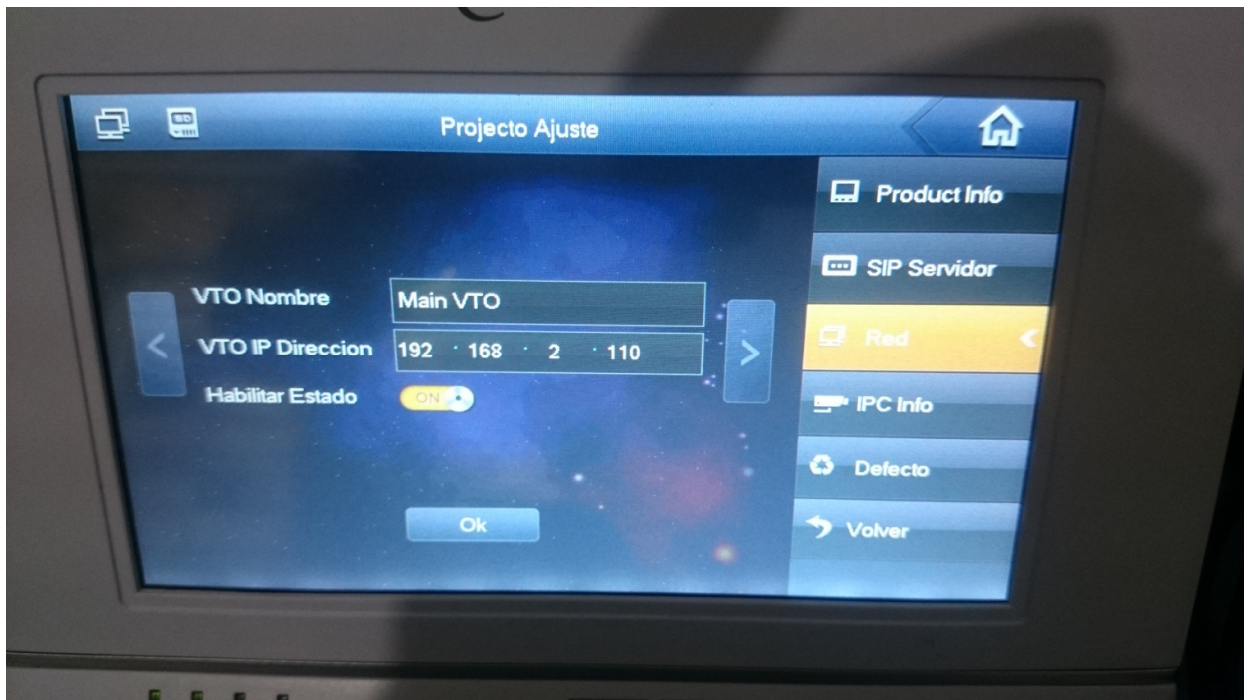 SD
Projecto Ajuste
VTO Nombre
Main VTO
VTO IP Direccion
192 . 168 . 2 . 110
Habilitar Estado
ON
Ok
Product Info
SIP Servidor
Red
IPC Info
Defecto
Volver